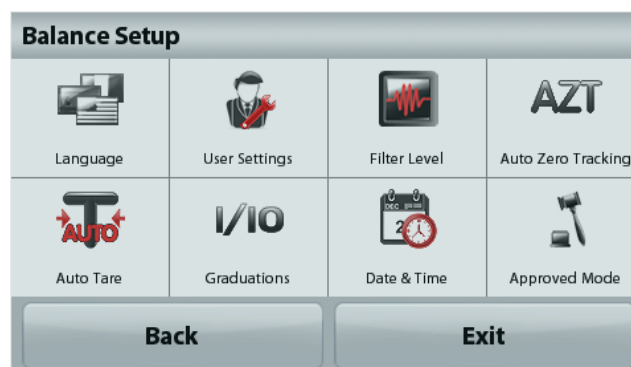 Balance Setup
AZT
Language
User Settings
Filter Level
Auto Zero Tracking
AUTO
I/10
DEC
2
Auto Tare
Graduations
Date & Time
Approved Mode
Back
Exit